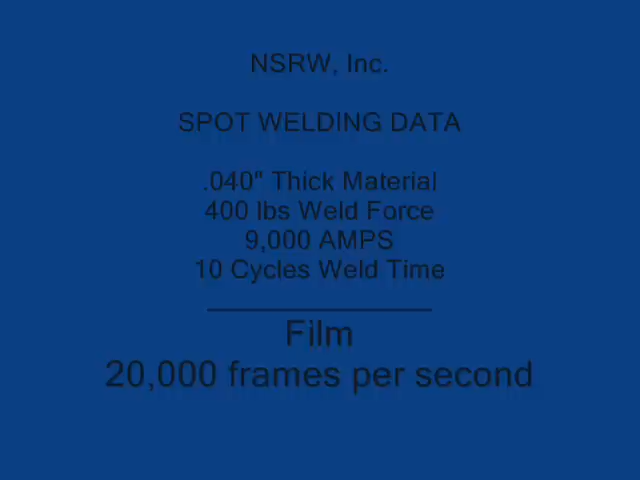 NSRW, Inc.
SPOT WELDING DATA
.040" Thick Material
400 lbs Weld Force
9,000 AMPS
10 Cycles Weld Time
Film
20,000 frames per second